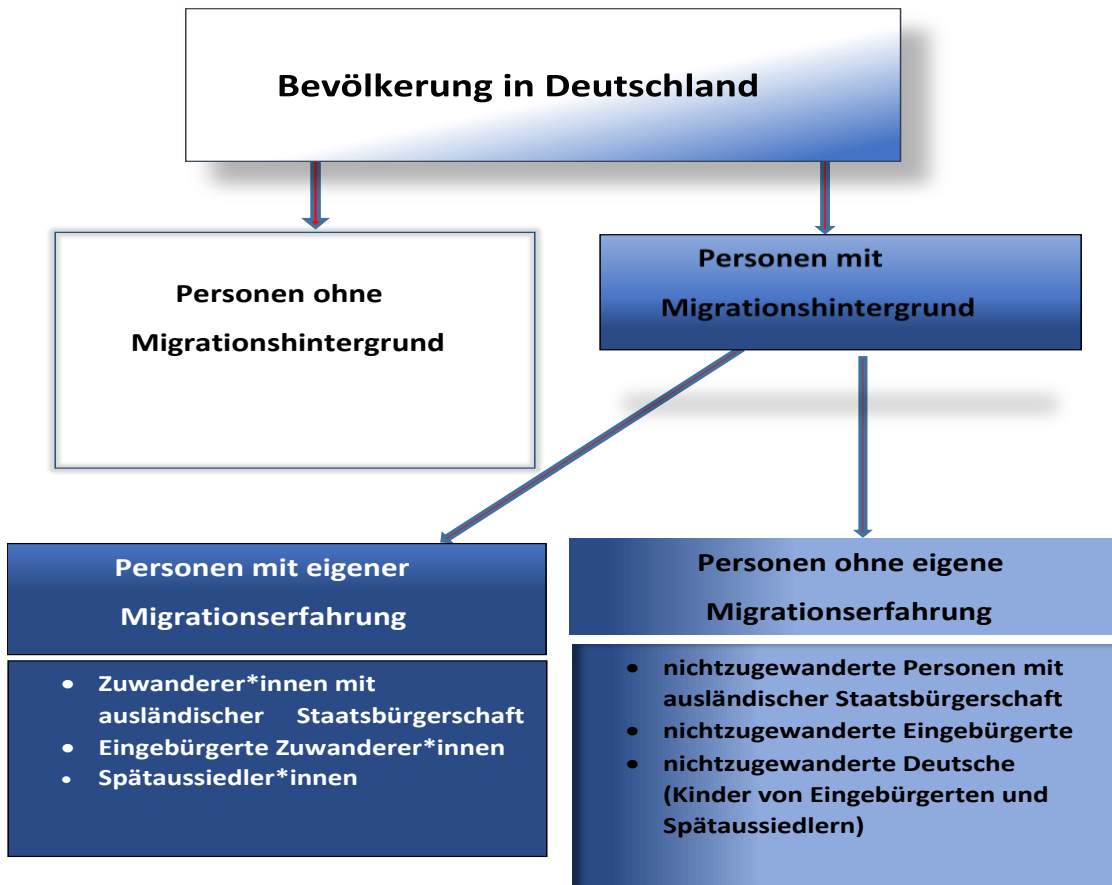 Bevölkerung in Deutschland
Personen ohne
Migrationshintergrund
Personen mit
Migrationshintergrund
Personen mit eigener
Migrationserfahrung
• Zuwanderer*innen mit
ausländischer Staatsbürgerschaft
• Eingebürgerte Zuwanderer*innen
• Spätaussiedler*innen
Personen ohne eigene
Migrationserfahrung
• nichtzugewanderte Personen mit
ausländischer Staatsbürgerschaft
• nichtzugewanderte Eingebürgerte
• nichtzugewanderte Deutsche
(Kinder von Eingebürgerten und
Spätaussiedlern)